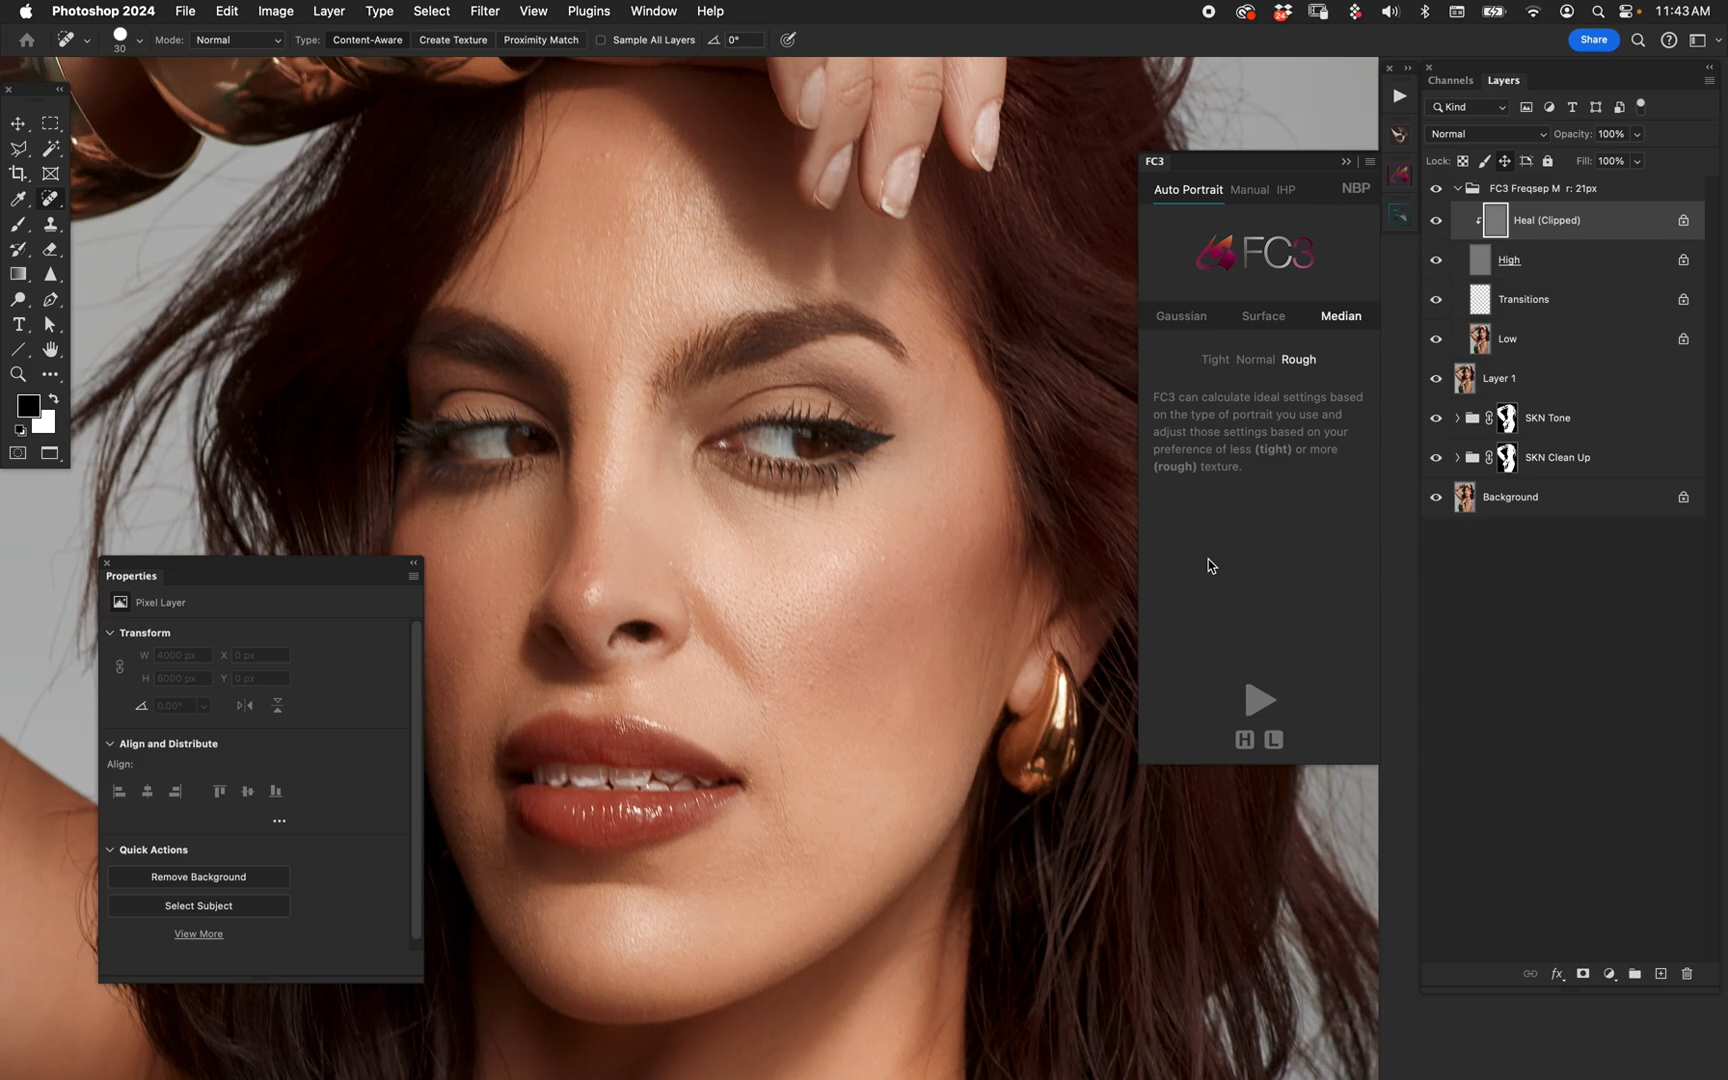 Photoshop 2024 File Edit Image Layer Type Select Filter View Plugins Window Help
24
11:43 AM
30
Mode: Normal
Type: Content-Aware Create Texture Proximity Match
Sample All Layers
0°
Share
Channels Layers
Kind
Normal
Opacity: 100%
Lock:
Fill: 100%
FC3 Freqsep M r: 21px
Heal (Clipped)
High
Transitions
Low
Layer 1
SKN Tone
SKN Clean Up
Background
FC3
Auto Portrait Manual IHP NBP
FC3
Gaussian Surface Median
Tight Normal Rough
FC3 can calculate ideal settings based
on the type of portrait you use and
adjust those settings based on your
preference of less (tight) or more
(rough) texture.
H L
Properties
Pixel Layer
Transform
W 4000 px X 0 px
H 6000 px Y 0 px
0.00°
Align and Distribute
Align:
Quick Actions
Remove Background
Select Subject
View More